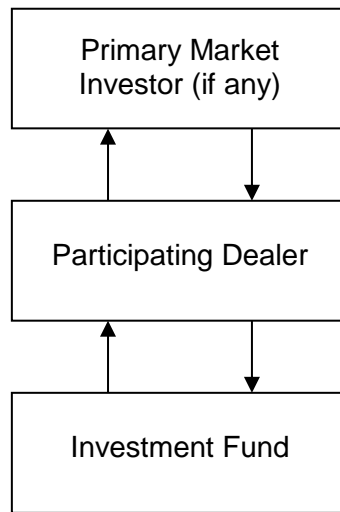 Primary Market
Investor (if any)
Participating Dealer
Investment Fund